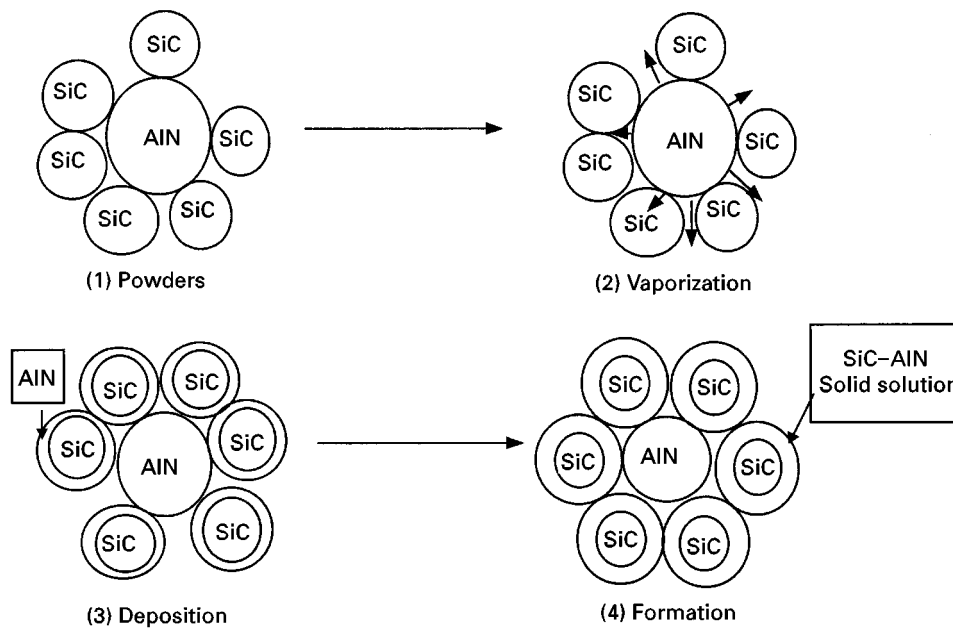 SiC
SiC
SiC
AlN
SiC
SiC
SiC
(1) Powders
SiC
SiC
SiC
AlN
SiC
SiC
SiC
(2) Vaporization
AlN
SiC
SiC
SiC
SiC
AlN
SiC
SiC
(3) Deposition
SiC–AlN
Solid solution
SiC
SiC
SiC
AlN
SiC
SiC
SiC
(4) Formation